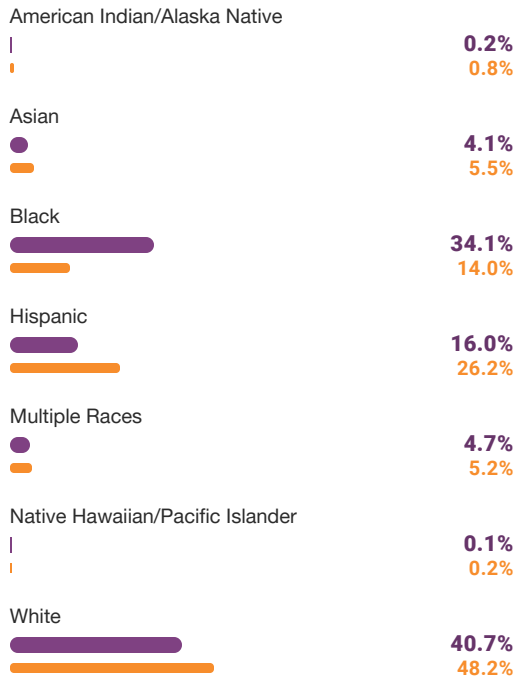 American Indian/Alaska Native
0.2%
0.8%
Asian
4.1%
5.5%
Black
34.1%
14.0%
Hispanic
16.0%
26.2%
Multiple Races
4.7%
5.2%
Native Hawaiian/Pacific Islander
0.1%
0.2%
White
40.7%
48.2%